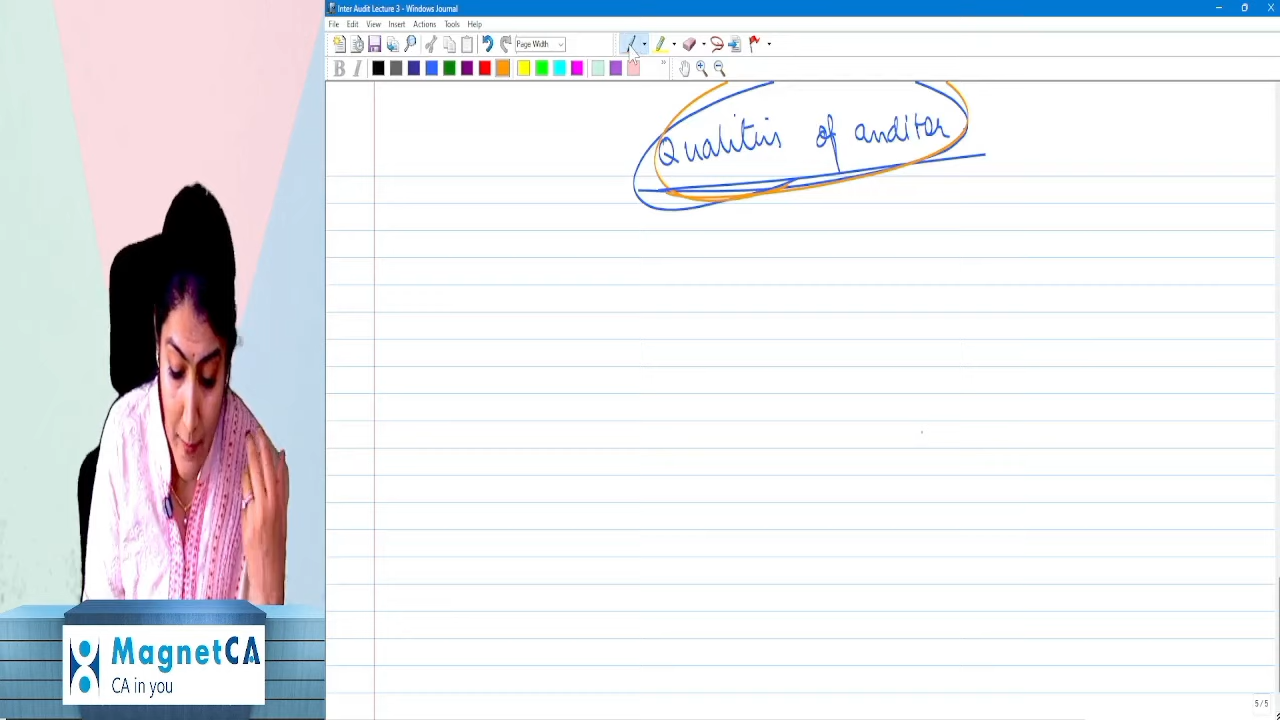 Inter Audit Lecture 3 - Windows Journal
File Edit View Insert Actions Tools Help
Page Width
B I
Qualitis of auditor
MagnetCA
CA in you
5 / 5